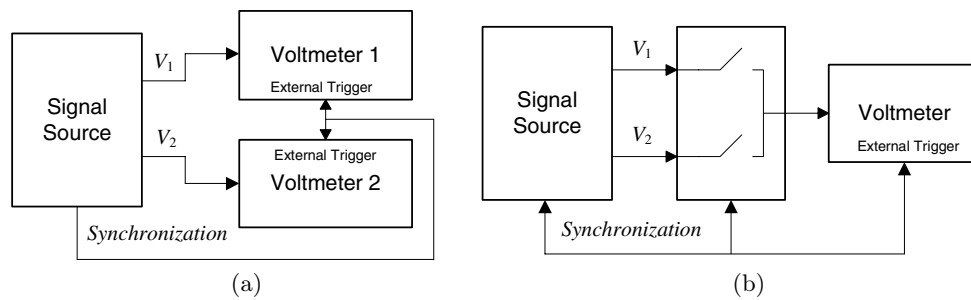 Signal
Source
V1
V2
Voltmeter 1
External Trigger
External Trigger
Voltmeter 2
Synchronization
(a)
Signal
Source
V1
V2
Voltmeter
External Trigger
Synchronization
(b)